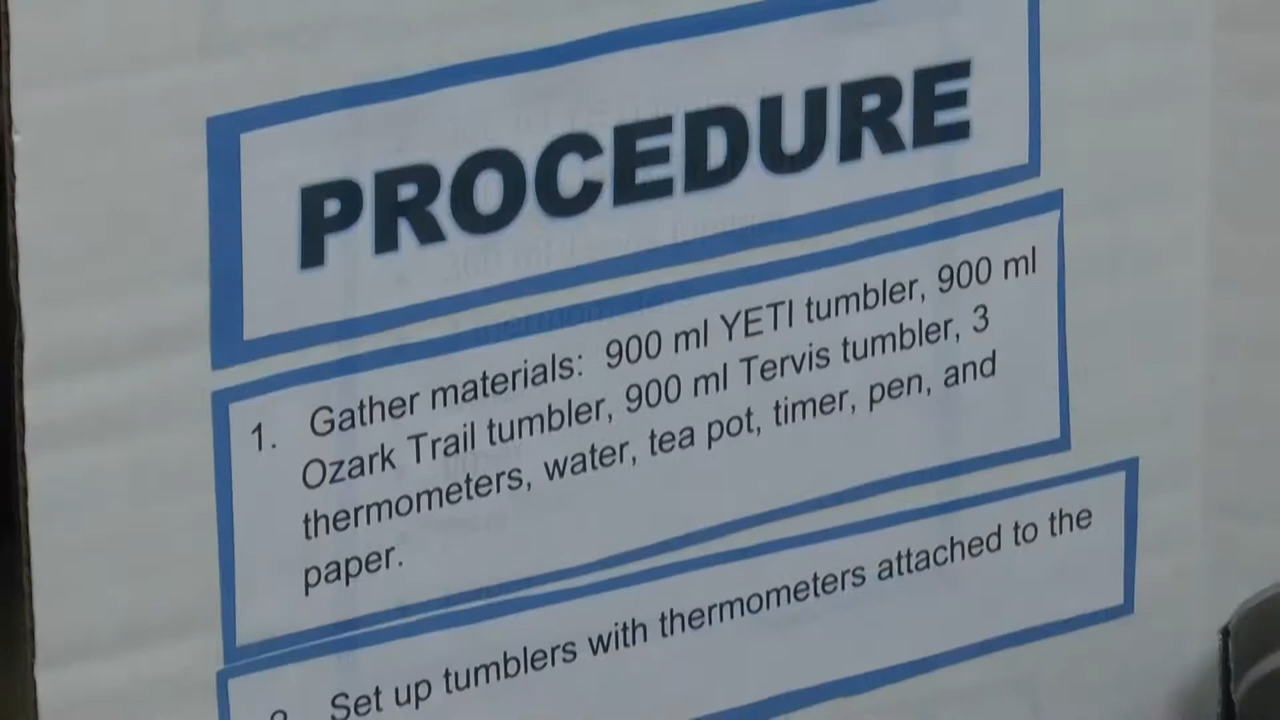 PROCEDURE
1. Gather materials: 900 ml YETI tumbler, 900 ml
Ozark Trail tumbler, 900 ml Tervis tumbler, 3
thermometers, water, tea pot, timer, pen, and
paper.
Set up tumblers with thermometers attached to the